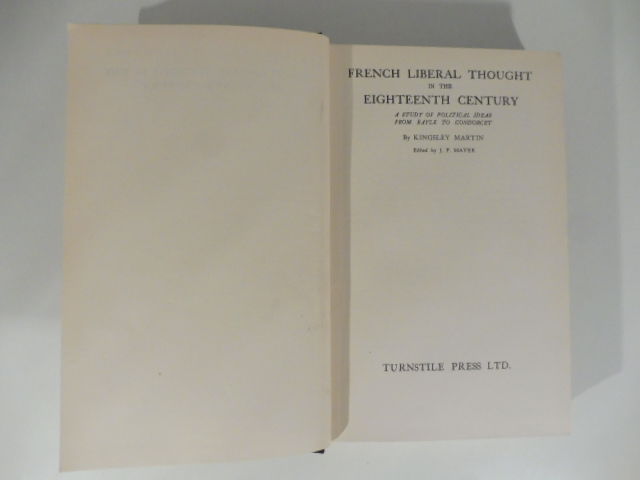 FRENCH LIBERAL THOUGHT
IN THE
EIGHTEENTH CENTURY
A STUDY OF POLITICAL IDEAS
FROM BAYLE TO CONDORCET
By KINGSLEY MARTIN
Edited by J. P. MAYER
TURNSTILE PRESS LTD.